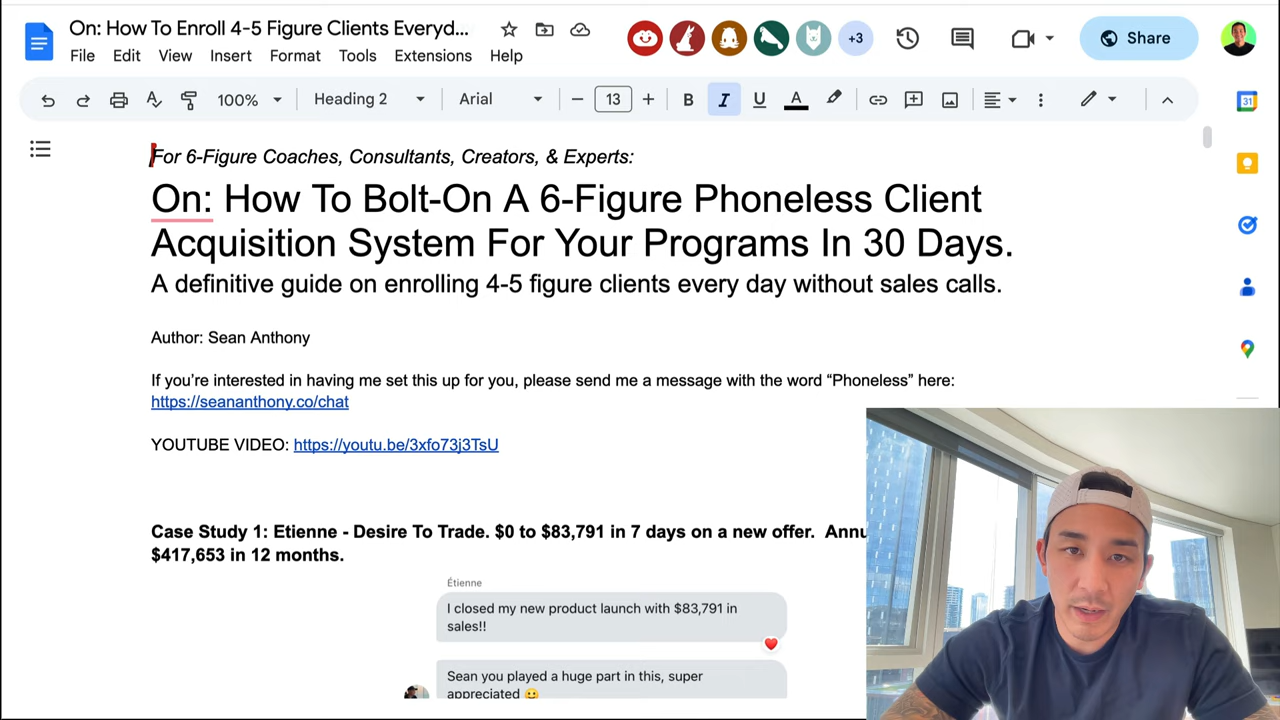 On: How To Enroll 4-5 Figure Clients Everyd...
+3
Share
File Edit View Insert Format Tools Extensions Help
100% Heading 2 Arial 13 B I U A
31
For 6-Figure Coaches, Consultants, Creators, & Experts:
On: How To Bolt-On A 6-Figure Phoneless Client
Acquisition System For Your Programs In 30 Days.
A definitive guide on enrolling 4-5 figure clients every day without sales calls.
Author: Sean Anthony
If you're interested in having me set this up for you, please send me a message with the word “Phoneless” here:
https://seananthony.co/chat
YOUTUBE VIDEO: https://youtu.be/3xfo73j3TsU
Case Study 1: Etienne - Desire To Trade. $0 to $83,791 in 7 days on a new offer. Annu
$417,653 in 12 months.
Étienne
I closed my new product launch with $83,791 in
sales!!
Sean you played a huge part in this, super
appreciated 😀